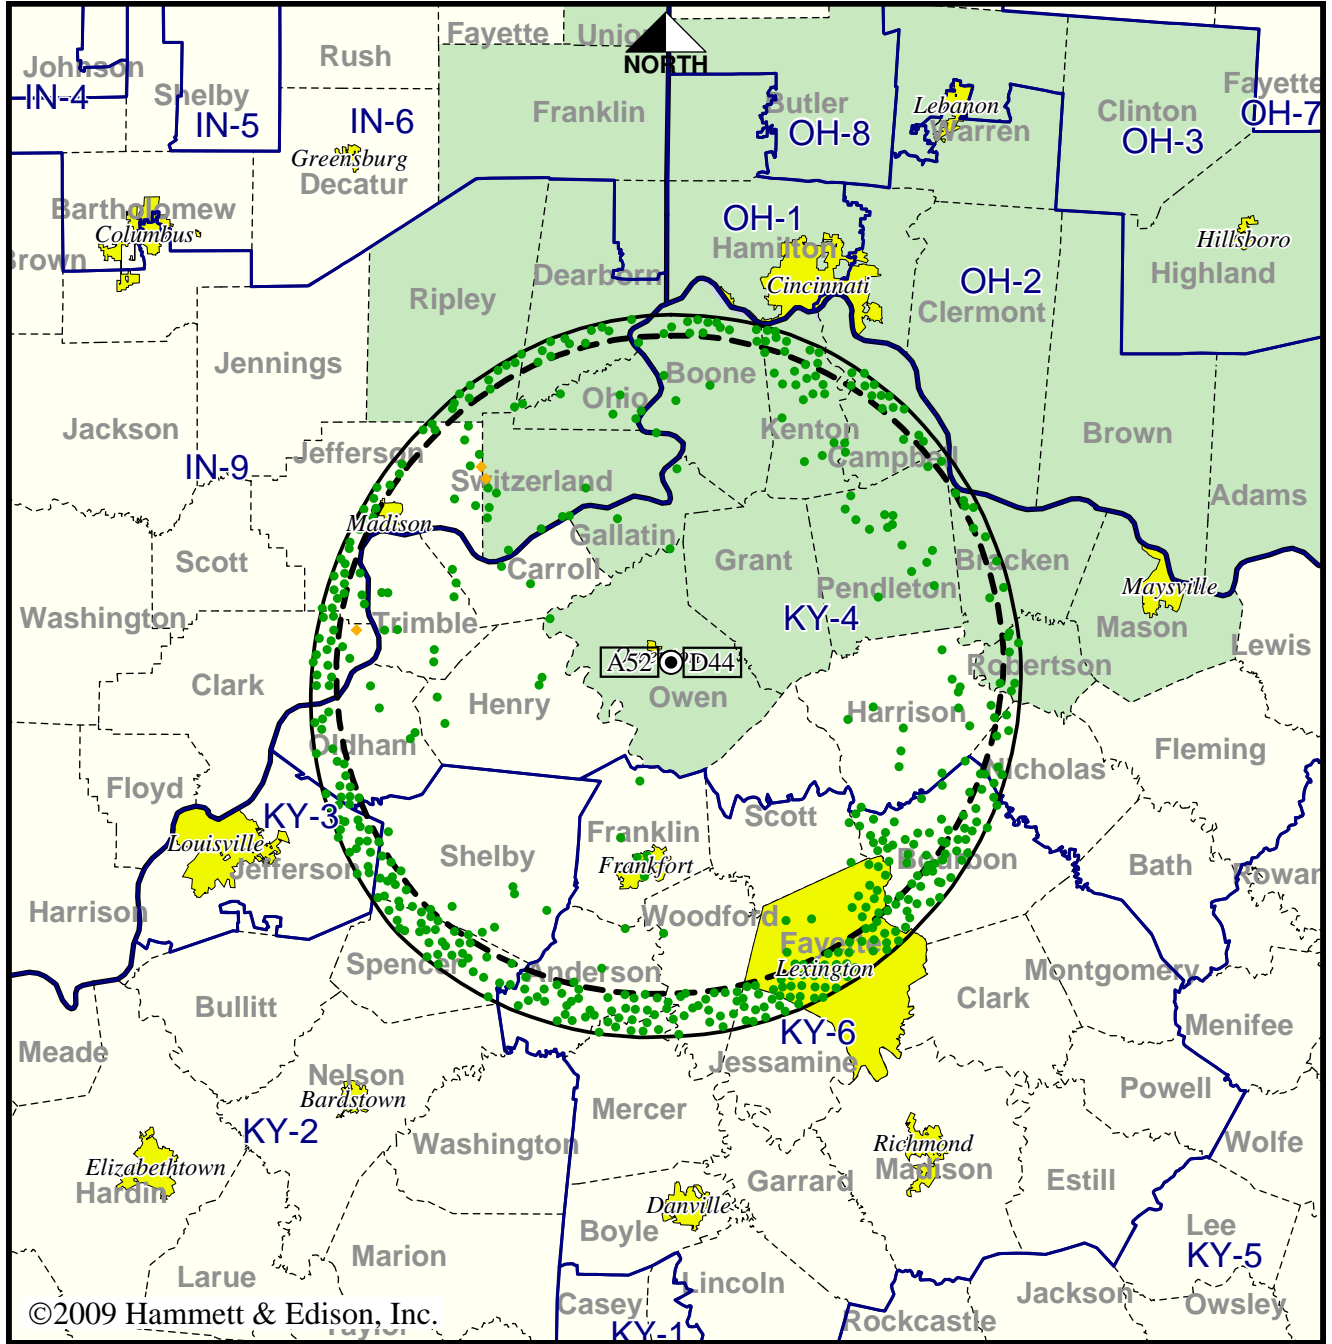 Fayette
Union
NORTH
Rush
Johnson
IN-4
Shelby
IN-5
IN-6
Franklin
Butler
OH-8
Lebanon
Warren
Clinton
OH-3
Fayette
OH-7
Greensburg
Decatur
Bartholomew
Columbus
Brown
OH-1
Hamilton
Cincinnati
Hillsboro
Highland
Dearborn
Ripley
OH-2
Clermont
Jennings
Boone
Ohio
Jackson
Jefferson
IN-9
Kenton
Campbell
Brown
Switzerland
Adams
Madison
Gallatin
Scott
Carroll
Grant
Bracken
Pendleton
Maysville
Washington
Trimble
KY-4
Mason
Lewis
A52
D44
Robertson
Clark
Henry
Owen
Harrison
Oldham
Fleming
Nicholas
Floyd
KY-3
Scott
Franklin
Louisville
Jefferson
Shelby
Frankfort
Bourbon
Bath
Rowan
Harrison
Woodford
Fayette
Lexington
Spencer
Anderson
Montgomery
Clark
Bullitt
KY-6
Menifee
Meade
Jessamine
Nelson
Bardstown
Powell
Mercer
KY-2
Washington
Richmond
Madison
Wolfe
Elizabethtown
Hardin
Garrard
Estill
Danville
Boyle
Lee
KY-5
Marion
Larue
Lincoln
Jackson
Casey
Owsley
©2009 Hammett & Edison, Inc.
Rockcastle
Taylor
KY-1